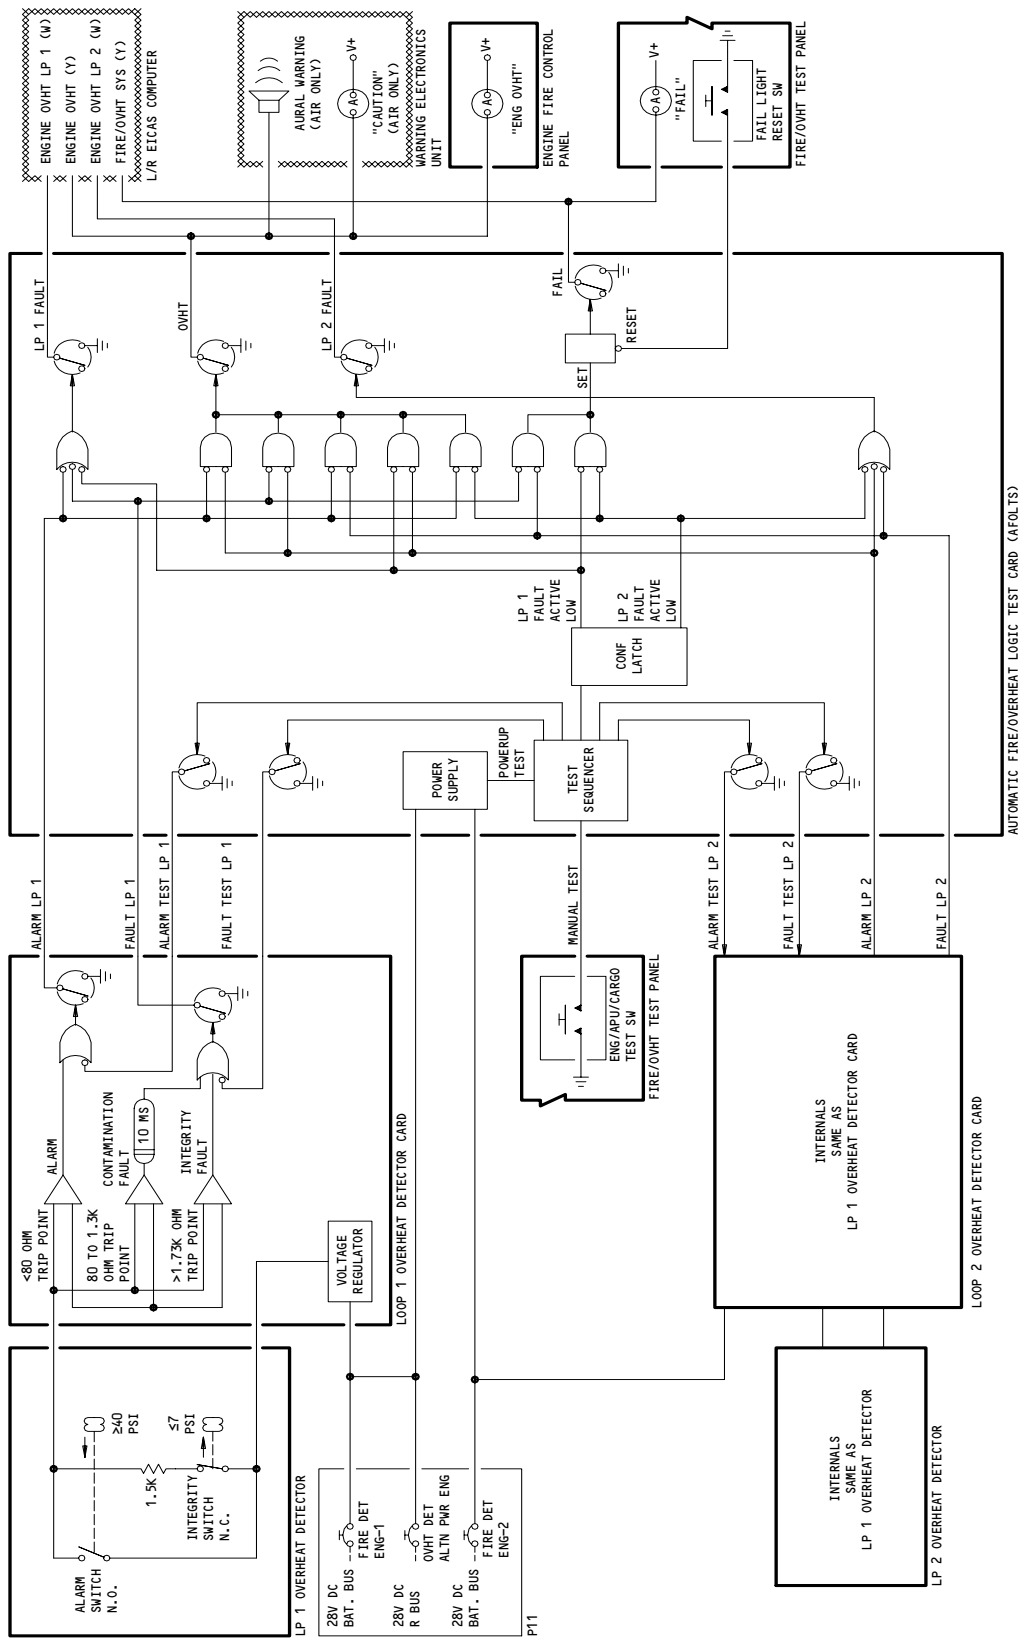 ALARM
SWITCH
N.O.
1.5K
INTEGRITY
SWITCH
N.C.
≥40
PSI
≤7
PSI
LP 1 OVERHEAT DETECTOR
<80 OHM
TRIP POINT
80 TO 1.3K
OHM TRIP
POINT
>1.73K OHM
TRIP POINT
ALARM
CONTAMINATION
FAULT
10 MS
INTEGRITY
FAULT
VOLTAGE
REGULATOR
LOOP 1 OVERHEAT DETECTOR CARD
28V DC
BAT. BUS
FIRE DET
ENG-1
28V DC
R BUS
OVHT DET
ALTN PWR ENG
28V DC
BAT. BUS
FIRE DET
ENG-2
P11
INTERNALS
SAME AS
LP 1 OVERHEAT DETECTOR
LP 2 OVERHEAT DETECTOR
INTERNALS
SAME AS
LP 1 OVERHEAT DETECTOR CARD
LOOP 2 OVERHEAT DETECTOR CARD
ENG/APU/CARGO
TEST SW
FIRE/OVHT TEST PANEL
ALARM LP 1
FAULT LP 1
ALARM TEST LP 1
FAULT TEST LP 1
MANUAL TEST
ALARM TEST LP 2
FAULT TEST LP 2
ALARM LP 2
FAULT LP 2
POWER
SUPPLY
POWERUP
TEST
TEST
SEQUENCER
CONF
LATCH
LP 1
FAULT
ACTIVE
LOW
LP 2
FAULT
ACTIVE
LOW
SET
RESET
LP 1 FAULT
OVHT
LP 2 FAULT
FAIL
AUTOMATIC FIRE/OVERHEAT LOGIC TEST CARD (AFOLTS)
ENGINE OVHT LP 1 (W)
ENGINE OVHT (Y)
ENGINE OVHT LP 2 (W)
FIRE/OVHT SYS (Y)
L/R EICAS COMPUTER
AURAL WARNING
(AIR ONLY)
A
V+
"CAUTION"
(AIR ONLY)
WARNING ELECTRONICS
UNIT
A
V+
"ENG OVHT"
ENGINE FIRE CONTROL
PANEL
A
V+
"FAIL"
FAIL LIGHT
RESET SW
FIRE/OVHT TEST PANEL